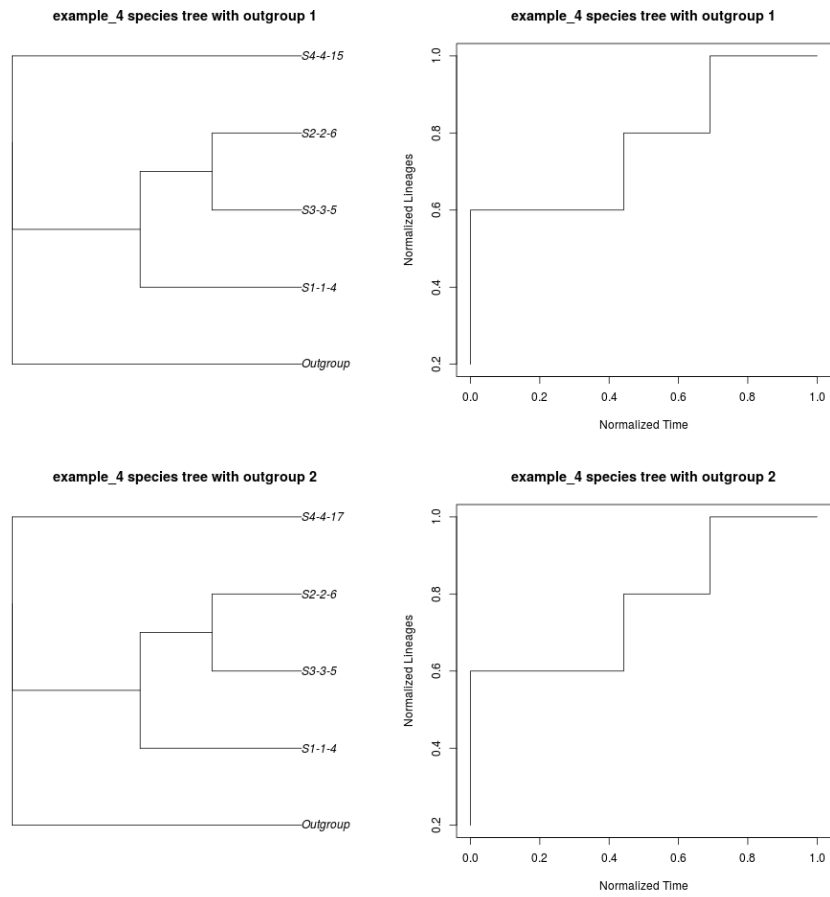 example_4 species tree with outgroup 1
S4-4-15
S2-2-6
S3-3-5
S1-1-4
Outgroup
example_4 species tree with outgroup 1
Normalized Lineages
1.0
0.8
0.6
0.4
0.2
0.0 0.2 0.4 0.6 0.8 1.0
Normalized Time
example_4 species tree with outgroup 2
S4-4-17
S2-2-6
S3-3-5
S1-1-4
Outgroup
example_4 species tree with outgroup 2
Normalized Lineages
1.0
0.8
0.6
0.4
0.2
0.0 0.2 0.4 0.6 0.8 1.0
Normalized Time